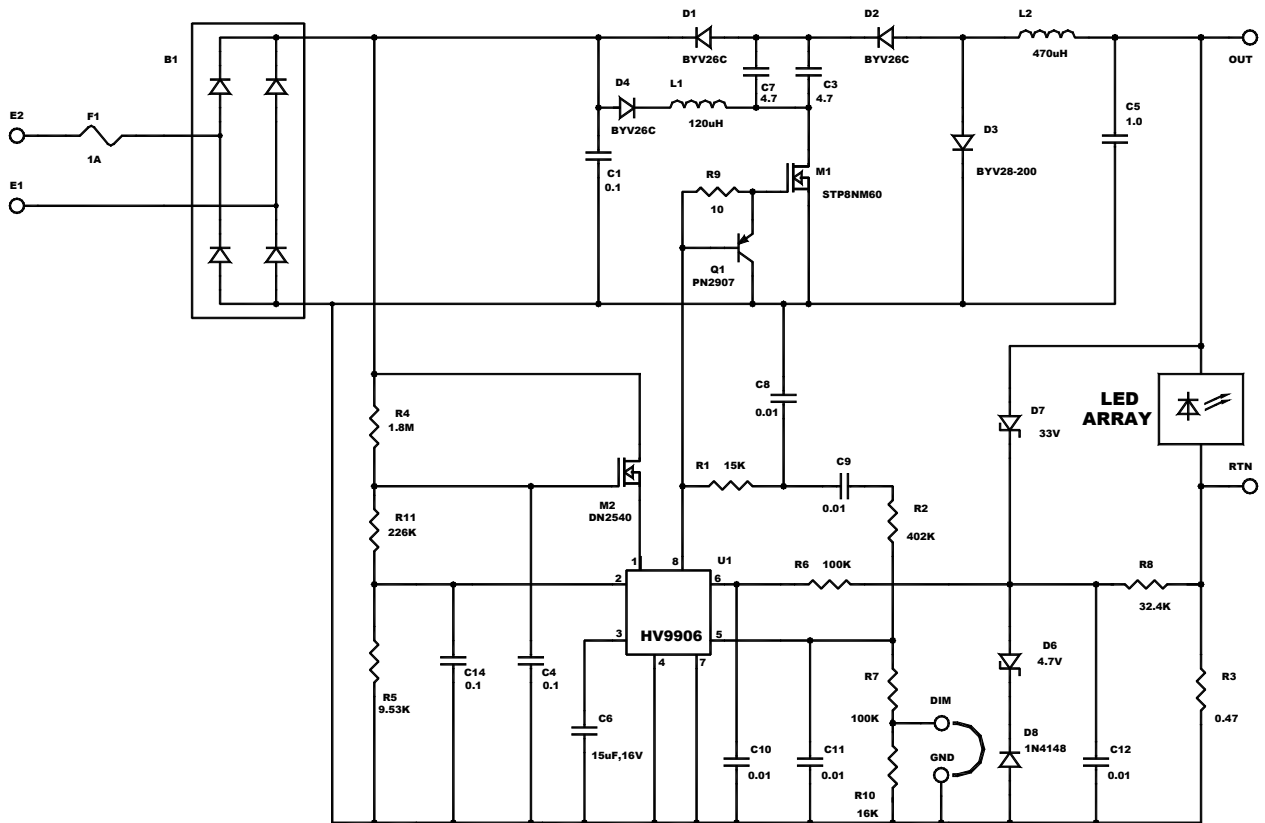 D1
D2
L2
B1
BYV26C
BYV26C
470uH
OUT
D4
L1
C7
4.7
C3
4.7
C5
1.0
E2
F1
BYV26C
120uH
D3
1A
C1
0.1
R9
M1
BYV28-200
E1
10
STP8NM60
Q1
PN2907
R4
1.8M
C8
0.01
LED
ARRAY
D7
33V
R1 15K
C9
RTN
M2
DN2540
R11
226K
0.01
R2
402K
1
8
U1
2
6
R6 100K
R8
32.4K
3
HV9906
5
4
7
D6
4.7V
C14
0.1
C4
0.1
R7
R3
R5
9.53K
C6
DIM
100K
0.47
15uF,16V
C10
0.01
C11
0.01
GND
D8
1N4148
C12
0.01
R10
16K